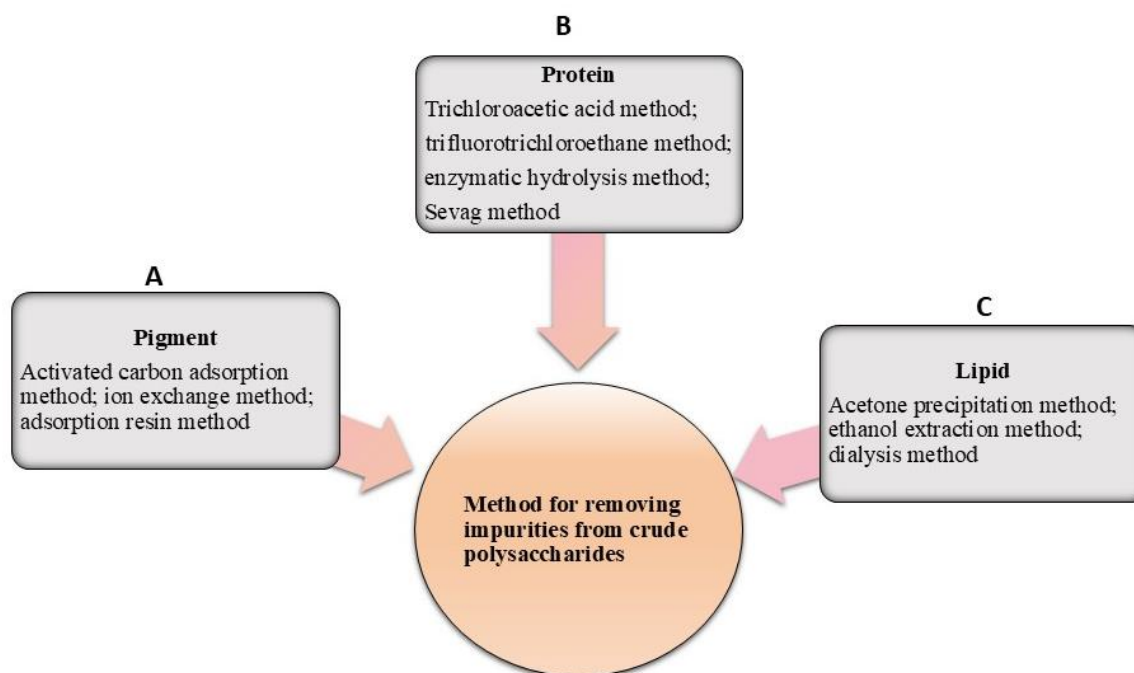 B
Protein
Trichloroacetic acid method;
trifluorotrichloroethane method;
enzymatic hydrolysis method;
Sevag method
A
Pigment
Activated carbon adsorption
method; ion exchange method;
adsorption resin method
C
Lipid
Acetone precipitation method;
ethanol extraction method;
dialysis method
Method for removing
impurities from crude
polysaccharides